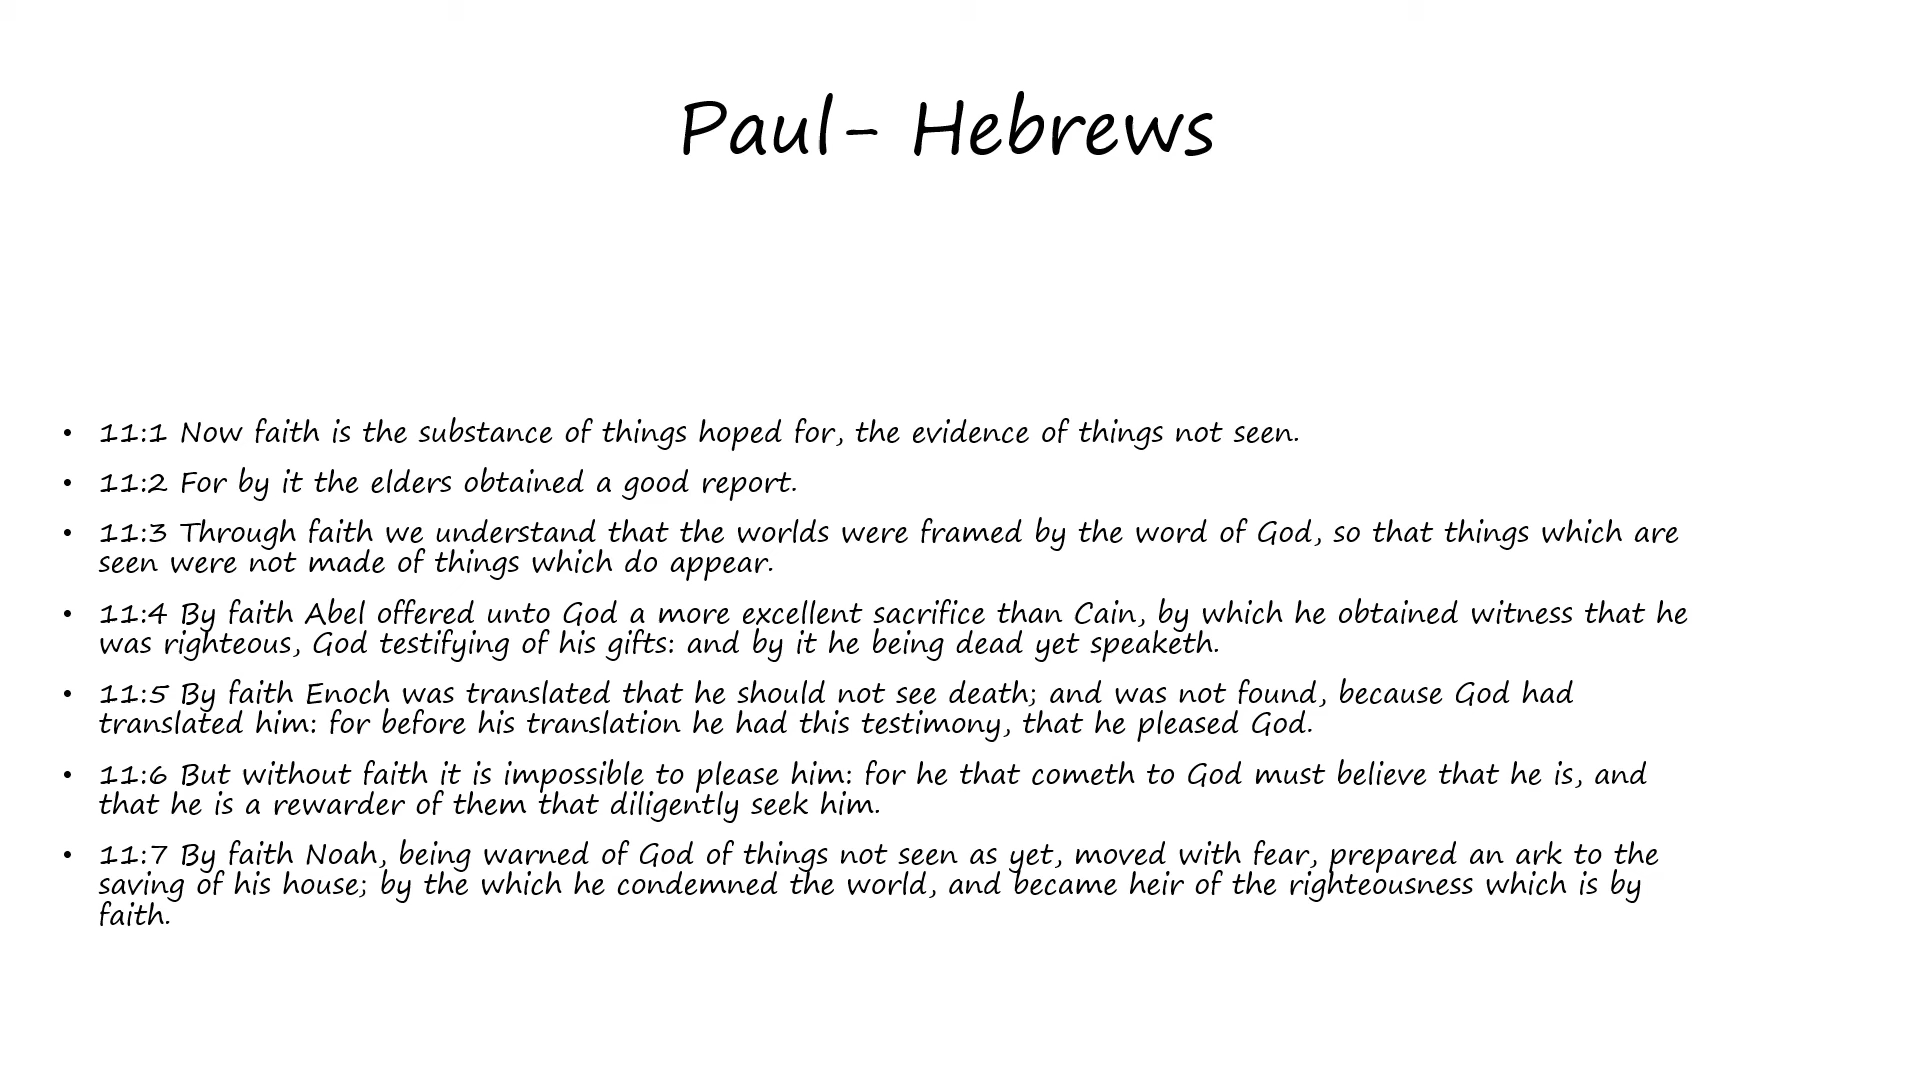 Paul- Hebrews
• 11:1 Now faith is the substance of things hoped for, the evidence of things not seen.
• 11:2 For by it the elders obtained a good report.
• 11:3 Through faith we understand that the worlds were framed by the word of God, so that things which are
seen were not made of things which do appear.
• 11:4 By faith Abel offered unto God a more excellent sacrifice than Cain, by which he obtained witness that he
was righteous, God testifying of his gifts: and by it he being dead yet speaketh.
• 11:5 By faith Enoch was translated that he should not see death; and was not found, because God had
translated him: for before his translation he had this testimony, that he pleased God.
• 11:6 But without faith it is impossible to please him: for he that cometh to God must believe that he is, and
that he is a rewarder of them that diligently seek him.
• 11:7 By faith Noah, being warned of God of things not seen as yet, moved with fear, prepared an ark to the
saving of his house; by the which he condemned the world, and became heir of the righteousness which is by
faith.